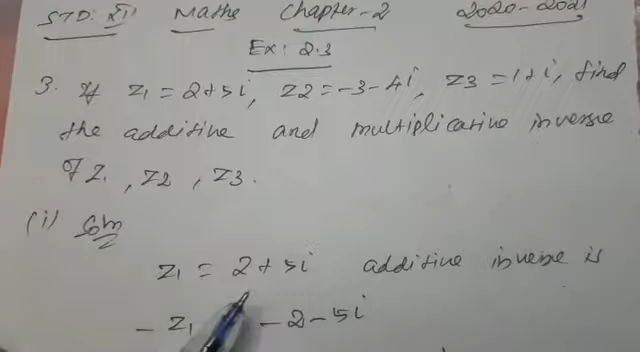 STD: XII Maths Chapter-2 2020-2021
Ex: 2.3
3. If z1 = 2+5i, z2 = -3-4i, z3 = 1+i, find
the additive and multiplicative inverse
of z1, z2, z3.
(i) Soln
z1 = 2+5i additive inverse is
-z1 -2-5i